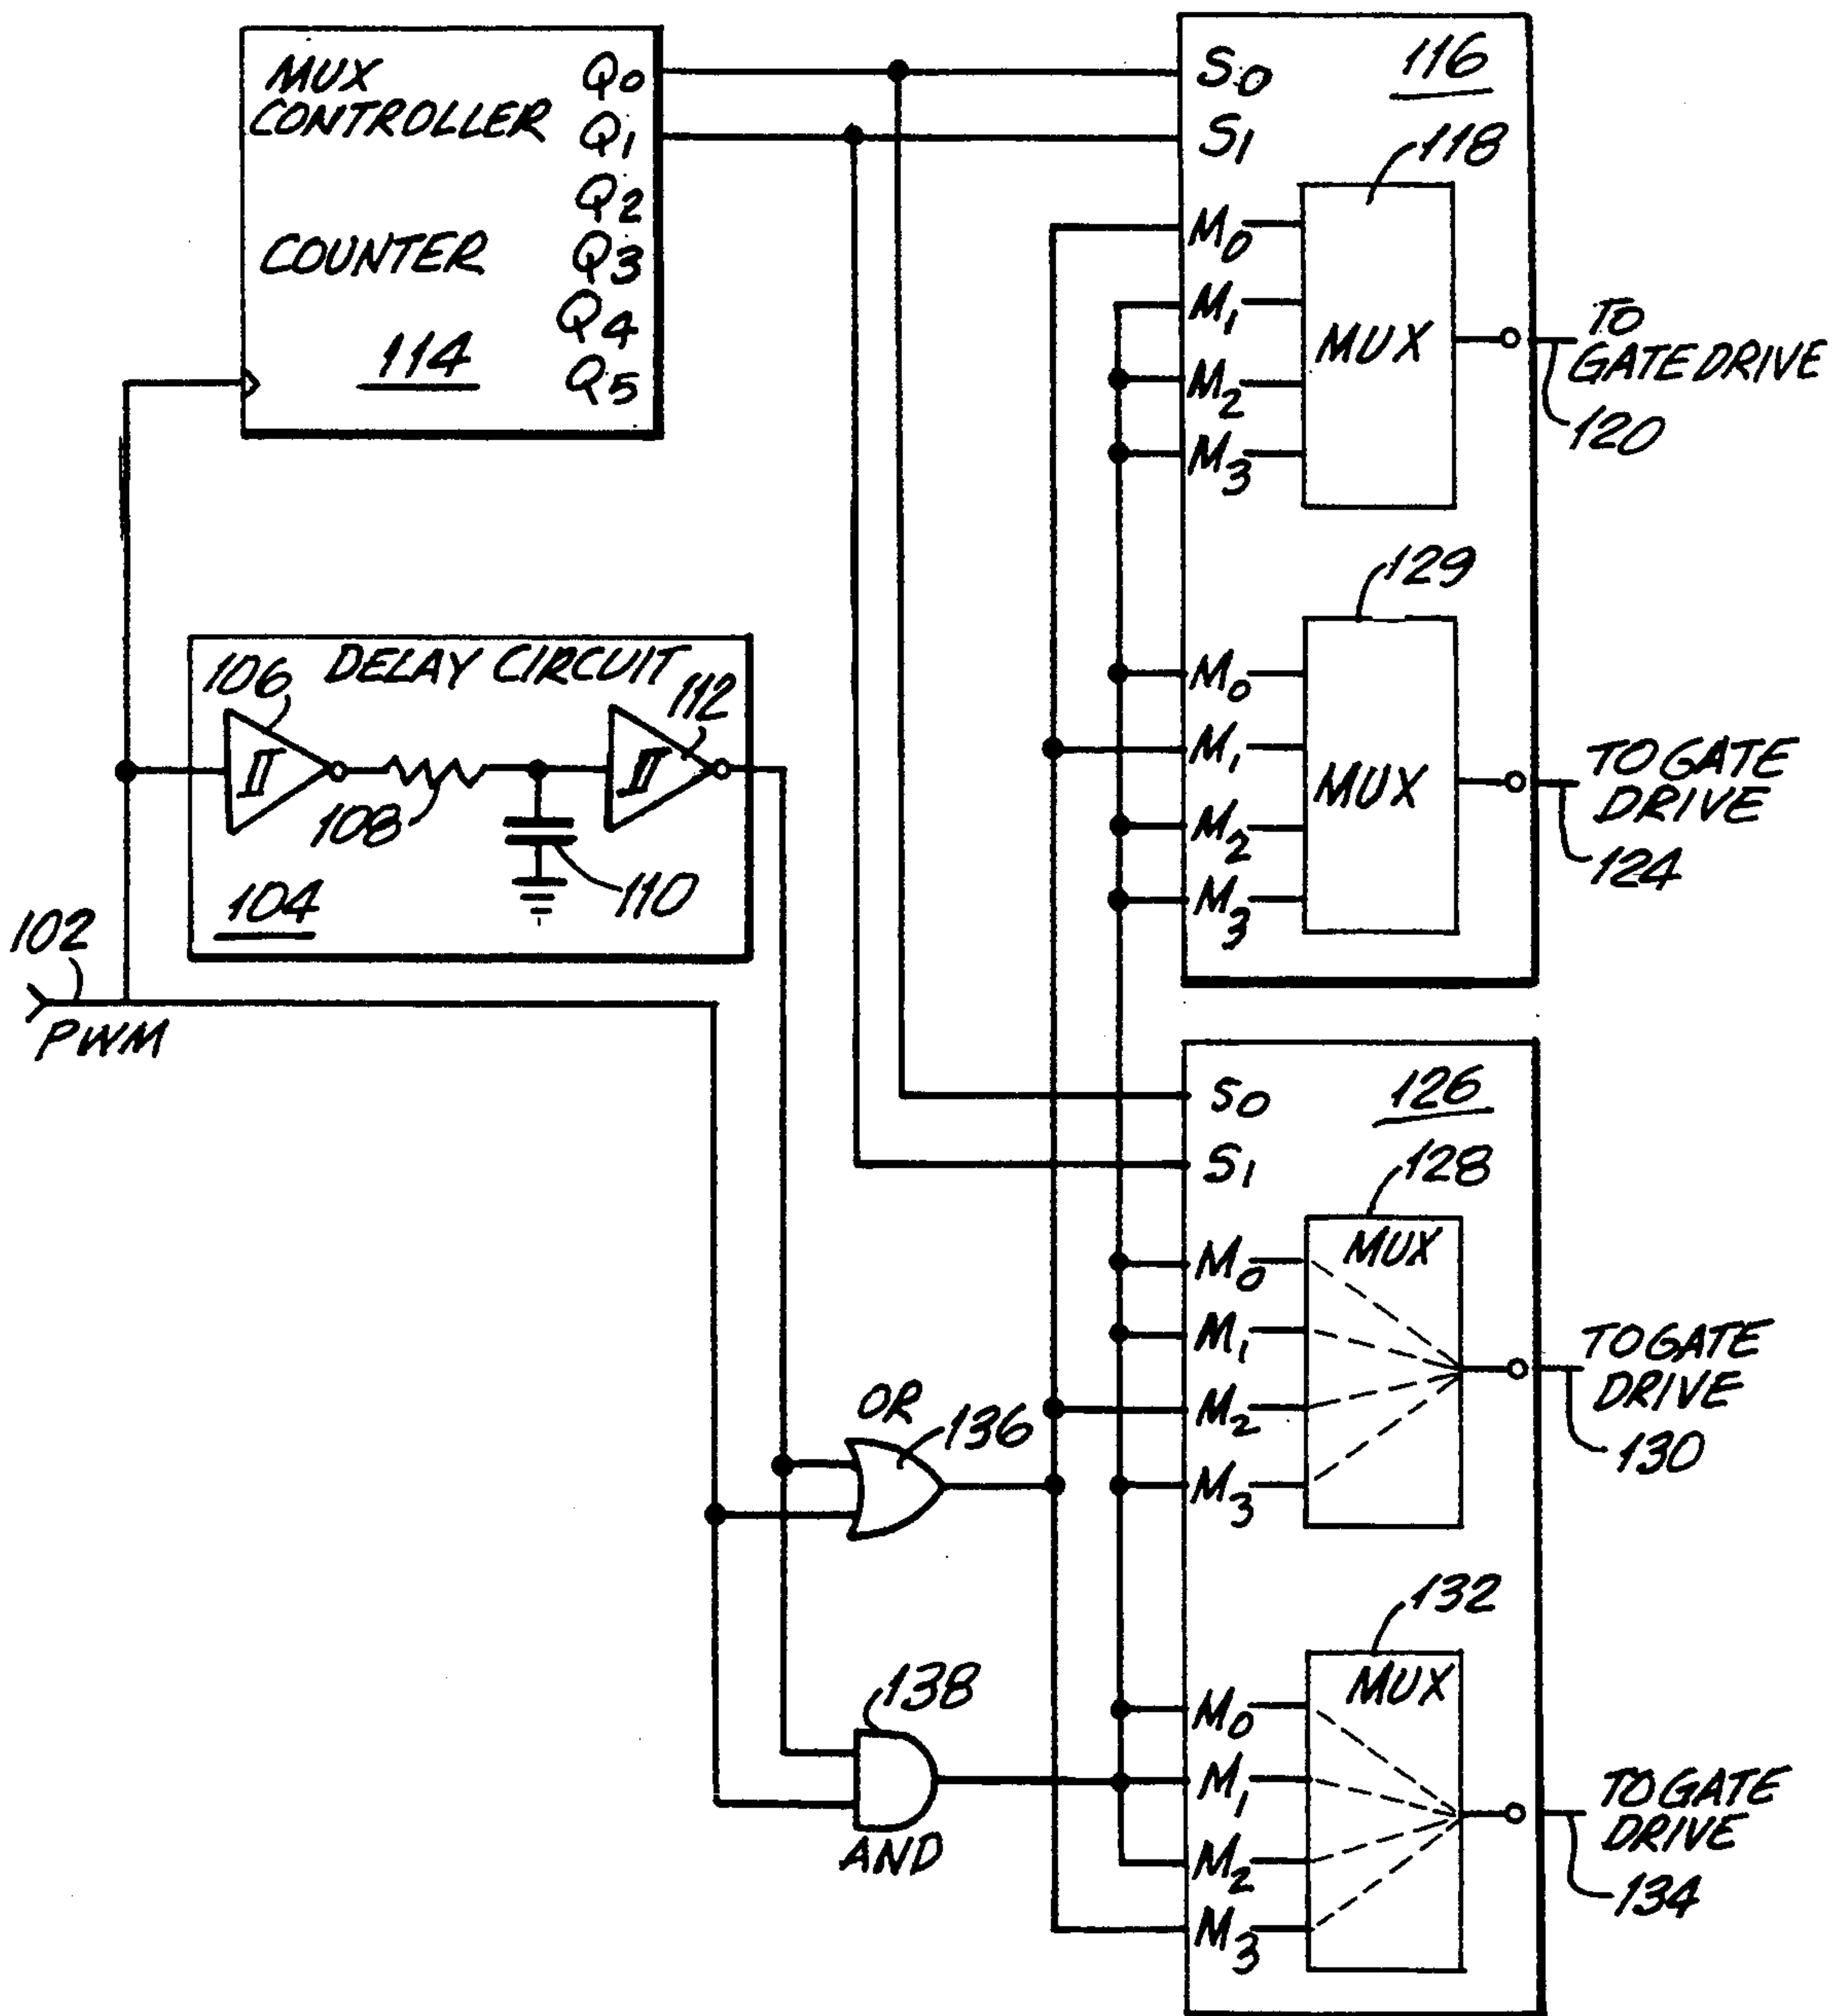 MUX
CONTROLLER
COUNTER
114
Q0
Q1
Q2
Q3
Q4
Q5
116
S0
S1
118
M0
M1
M2
M3
MUX
TO
GATE DRIVE
120
129
M0
M1
M2
M3
MUX
TO GATE
DRIVE
124
DELAY CIRCUIT
106
112
108
110
104
102
PWM
126
S0
S1
128
MUX
M0
M1
M2
M3
TO GATE
DRIVE
130
OR
136
132
MUX
M0
M1
M2
M3
TO GATE
DRIVE
134
138
AND